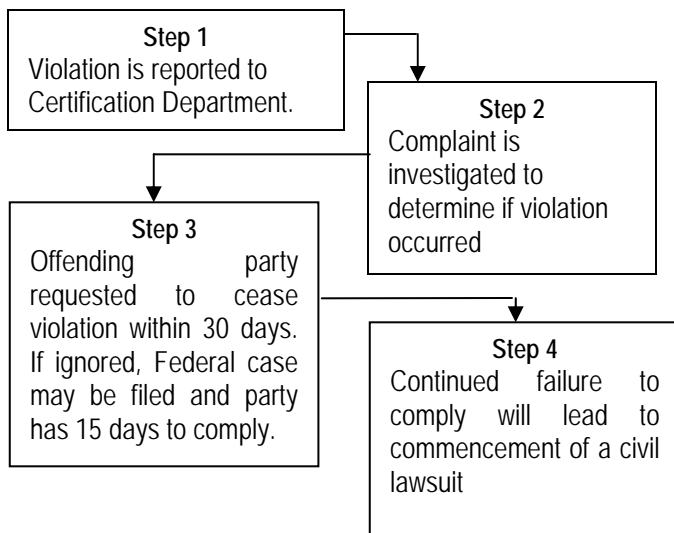 Step 1
Violation is reported to
Certification Department.
Step 2
Complaint is
investigated to
determine if violation
occurred
Step 3
Offending party
requested to cease
violation within 30 days.
If ignored, Federal case
may be filed and party
has 15 days to comply.
Step 4
Continued failure to
comply will lead to
commencement of a civil
lawsuit